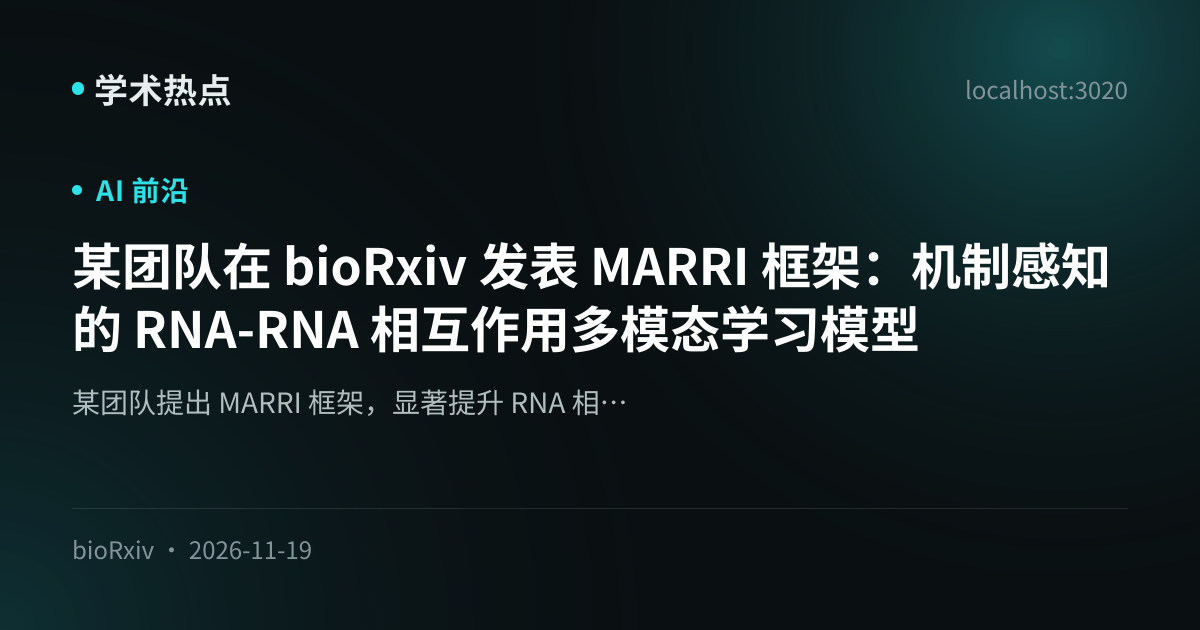 学术热点
localhost:3020
AI 前沿
某团队在 bioRxiv 发表 MARRI 框架：机制感知
的 RNA-RNA 相互作用多模态学习模型
某团队提出 MARRI 框架，显著提升 RNA 相…
bioRxiv · 2026-11-19